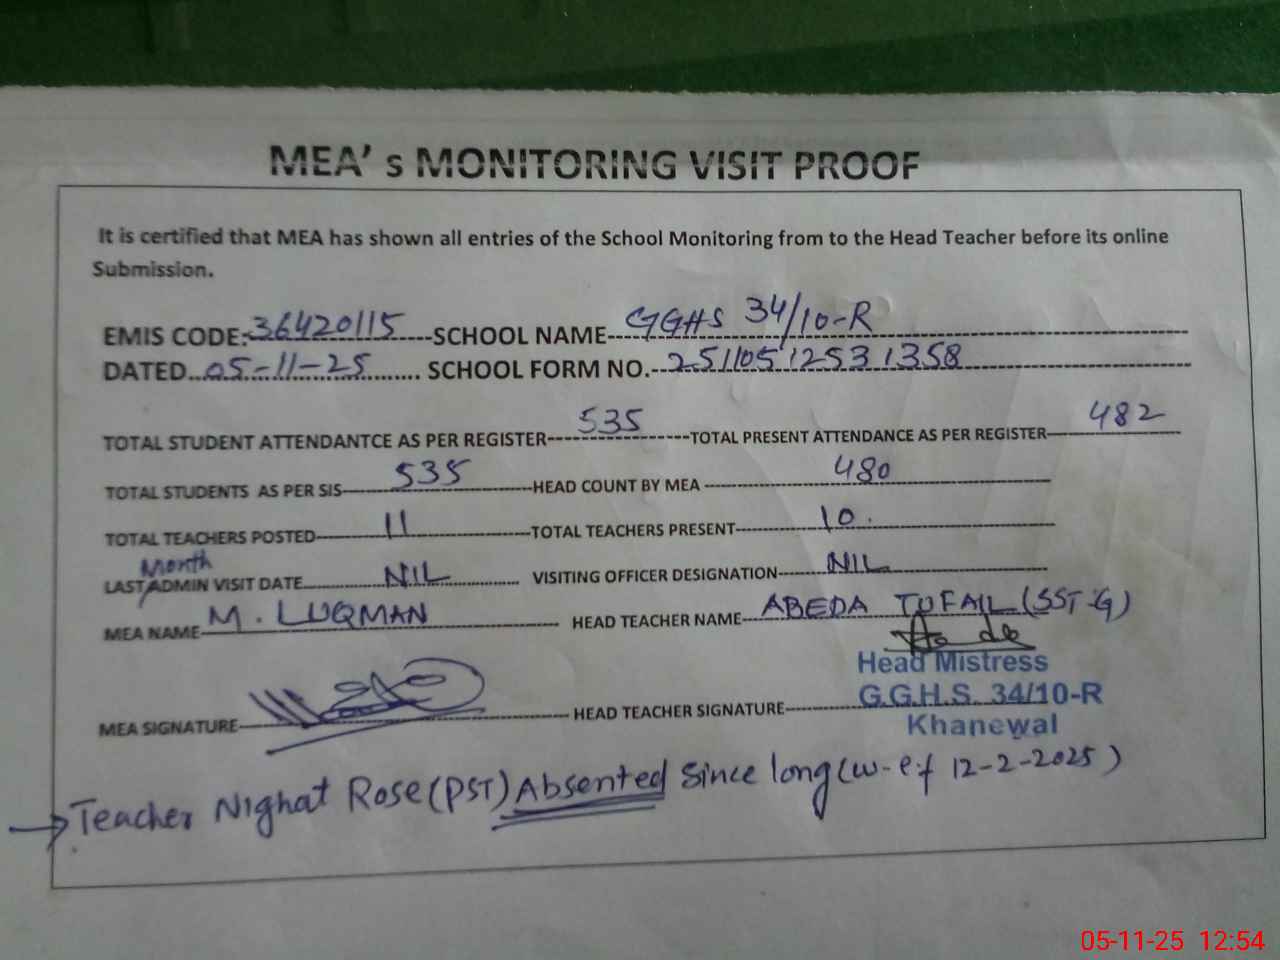 MEA' s MONITORING VISIT PROOF
It is certified that MEA has shown all entries of the School Monitoring from to the Head Teacher before its online
Submission.
EMIS CODE:-36420115------SCHOOL NAME--GGHS 34/10-R
DATED...05-11-25........ SCHOOL FORM NO.--2511051253 1358
TOTAL STUDENT ATTENDANTCE AS PER REGISTER---535---TOTAL PRESENT ATTENDANCE AS PER REGISTER---482
TOTAL STUDENTS AS PER SIS---535---HEAD COUNT BY MEA ---480
TOTAL TEACHERS POSTED---11---TOTAL TEACHERS PRESENT---10.
Month
LAST/ADMIN VISIT DATE...NIL... VISITING OFFICER DESIGNATION---NIL
MEA NAME---M. LUQMAN--- HEAD TEACHER NAME---ABEDA TUFAIL (SST-G)
Head Mistress
MEA SIGNATURE--- HEAD TEACHER SIGNATURE---G.G.H.S. 34/10-R
Khanewal
→ Teacher Nighat Rose (PST) Absented Since long (w-e-f 12-2-2025)
05-11-25 12:54